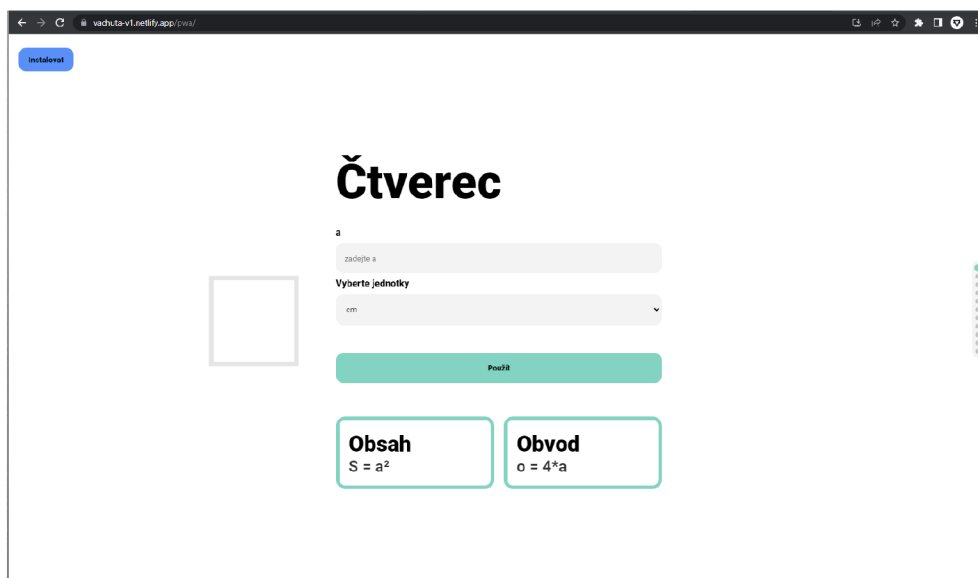 vachuta-v1.netlify.app/pwa/
Instalovat
Čtverec
a
zadejte a
Vyberte jednotky
cm
Použít
Obsah
S = a²
Obvod
o = 4*a